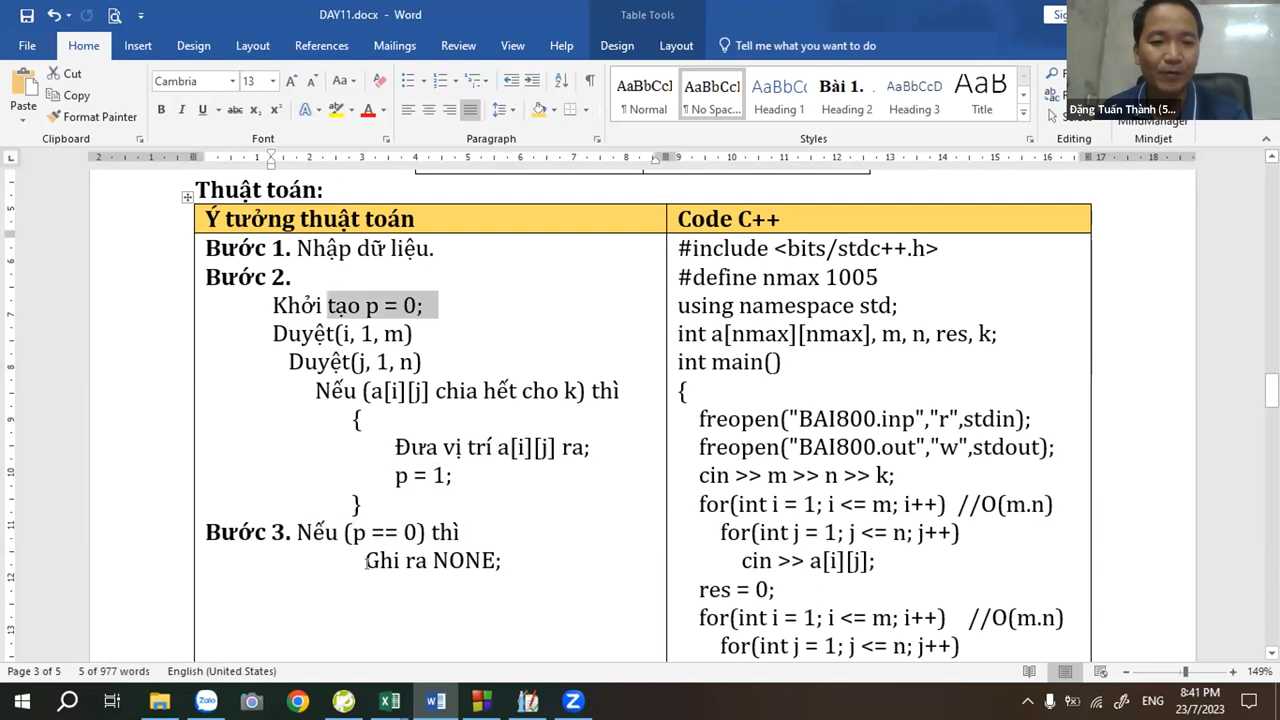 DAY11.docx - Word
Table Tools
File
Home
Insert
Design
Layout
References
Mailings
Review
View
Help
Design
Layout
Tell me what you want to do
Cut
Copy
Format Painter
Paste
Cambria
13
AaBbCcD
AaBbCcD
AaBbC
Bài 1.
AaBbCcD
AaB
¶ Normal
¶ No Spac...
Heading 1
Heading 2
Heading 3
Title
Đặng Tuấn Thành (5...
MindManager
Clipboard
Font
Paragraph
Styles
Editing
Mindjet
Thuật toán:
Ý tưởng thuật toán
Bước 1. Nhập dữ liệu.
Bước 2.
Khởi tạo p = 0;
Duyệt(i, 1, m)
Duyệt(j, 1, n)
Nếu (a[i][j] chia hết cho k) thì
{
Đưa vị trí a[i][j] ra;
p = 1;
}
Bước 3. Nếu (p == 0) thì
Ghi ra NONE;
Code C++
#include <bits/stdc++.h>
#define nmax 1005
using namespace std;
int a[nmax][nmax], m, n, res, k;
int main()
{
freopen("BAI800.inp","r",stdin);
freopen("BAI800.out","w",stdout);
cin >> m >> n >> k;
for(int i = 1; i <= m; i++) //O(m.n)
for(int j = 1; j <= n; j++)
cin >> a[i][j];
res = 0;
for(int i = 1; i <= m; i++) //O(m.n)
for(int j = 1; j <= n; j++)
Page 3 of 5
5 of 977 words
English (United States)
149%
ENG
8:41 PM
23/7/2023